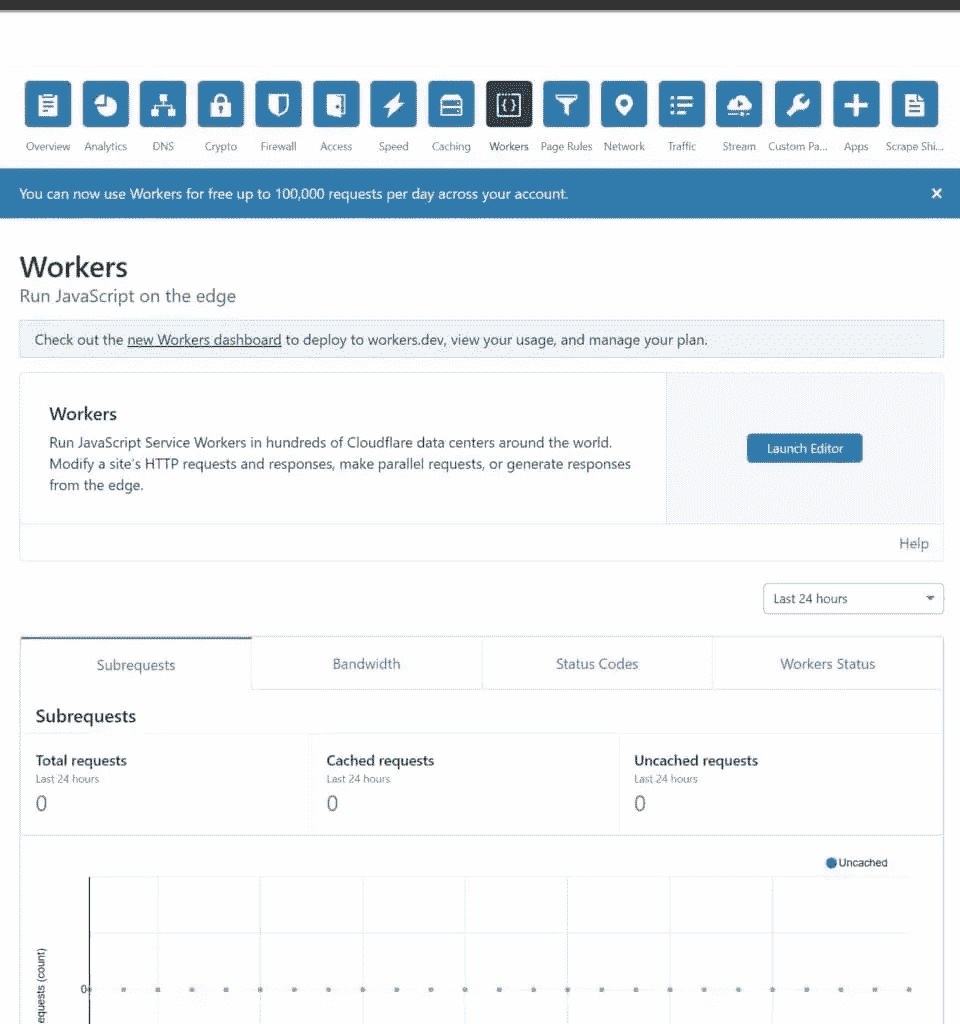 Overview Analytics DNS Crypto Firewall Access Speed Caching Workers Page Rules Network Traffic Stream Custom Pa... Apps Scrape Shi...
You can now use Workers for free up to 100,000 requests per day across your account.
Workers
Run JavaScript on the edge
Check out the new Workers dashboard to deploy to workers.dev, view your usage, and manage your plan.
Workers
Run JavaScript Service Workers in hundreds of Cloudflare data centers around the world.
Modify a site's HTTP requests and responses, make parallel requests, or generate responses
from the edge.
Launch Editor
Help
Last 24 hours
Subrequests Bandwidth Status Codes Workers Status
Subrequests
Total requests Cached requests Uncached requests
Last 24 hours Last 24 hours Last 24 hours
0 0 0
Uncached
equests (count)
0